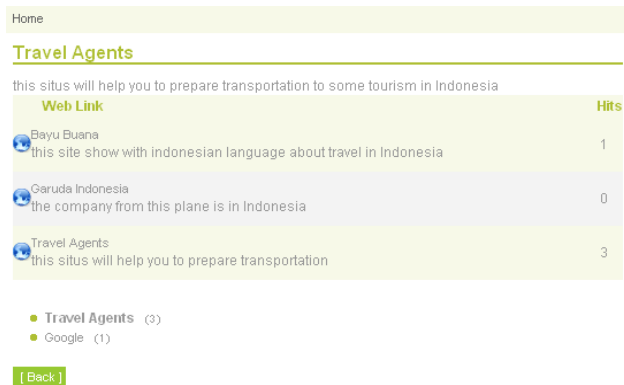 Home
Travel Agents
this situs will help you to prepare transportation to some tourism in Indonesia
Web Link Hits
Bayu Buana
this site show with indonesian language about travel in Indonesia 1
Garuda Indonesia
the company from this plane is in Indonesia 0
Travel Agents
this situs will help you to prepare transportation 3
Travel Agents (3)
Google (1)
[ Back ]